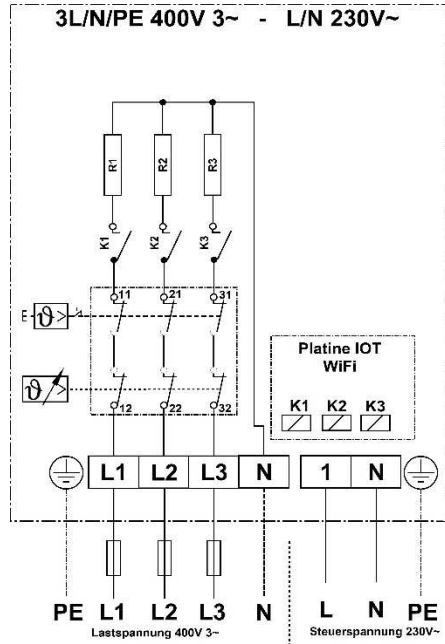 3L/N/PE 400V 3~ - L/N 230V~
R1 R2 R3
K1 K2 K3
11 21 31
E ϑ>
Platine IOT
WiFi
K1 K2 K3
ϑ>
12 22 32
L1 L2 L3 N 1 N
PE L1 L2 L3 N L N PE
Lastspannung 400V 3~ Steuerspannung 230V~